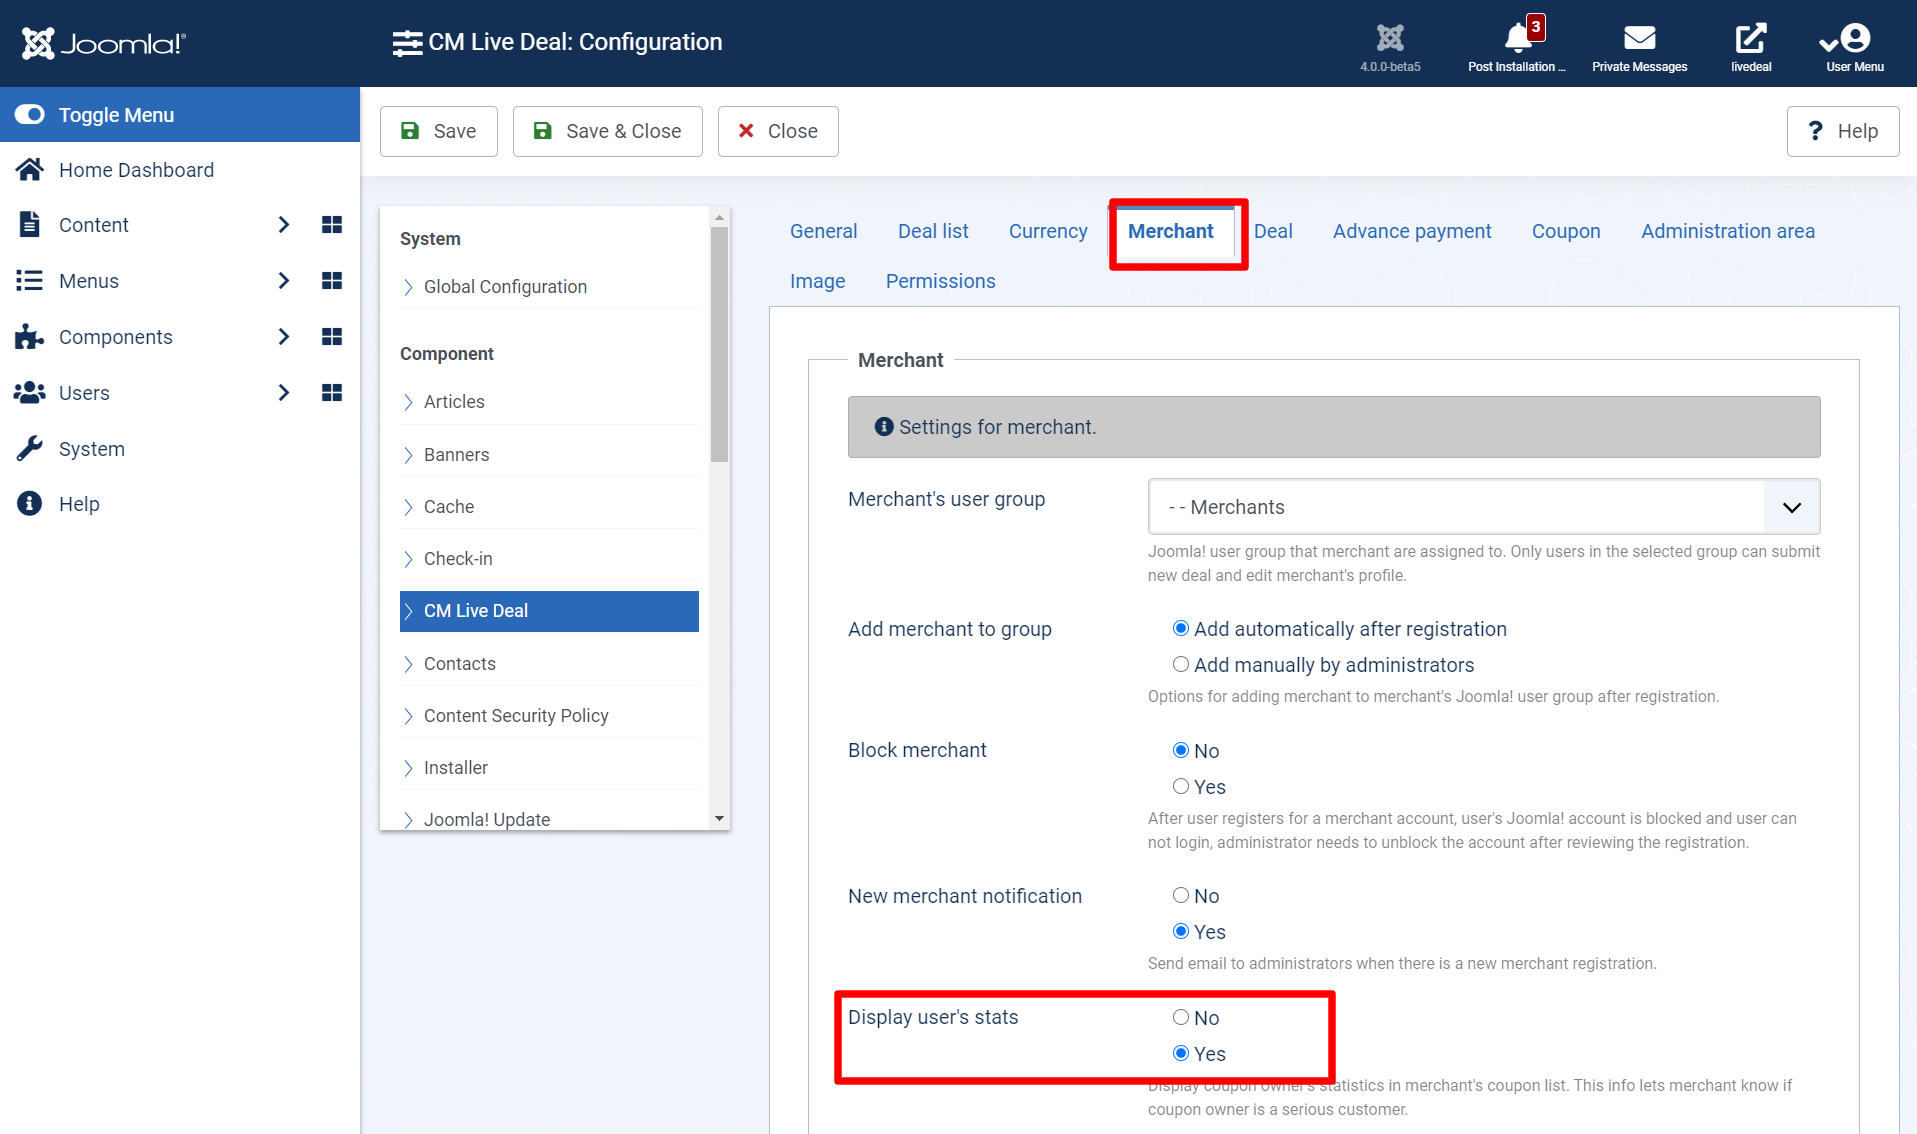 Joomla!®
CM Live Deal: Configuration
4.0.0-beta5
3
Post Installation ...
Private Messages
livedeal
User Menu
Toggle Menu
Home Dashboard
Content
Menus
Components
Users
System
Help
Save
Save & Close
Close
? Help
System
Global Configuration
Component
Articles
Banners
Cache
Check-in
CM Live Deal
Contacts
Content Security Policy
Installer
Joomla! Update
General
Deal list
Currency
Merchant
Deal
Advance payment
Coupon
Administration area
Image
Permissions
Merchant
Settings for merchant.
Merchant's user group
- - Merchants
Joomla! user group that merchant are assigned to. Only users in the selected group can submit
new deal and edit merchant's profile.
Add merchant to group
Add automatically after registration
Add manually by administrators
Options for adding merchant to merchant's Joomla! user group after registration.
Block merchant
No
Yes
After user registers for a merchant account, user's Joomla! account is blocked and user can
not login, administrator needs to unblock the account after reviewing the registration.
New merchant notification
No
Yes
Send email to administrators when there is a new merchant registration.
Display user's stats
No
Yes
Display coupon owner's statistics in merchant's coupon list. This info lets merchant know if
coupon owner is a serious customer.